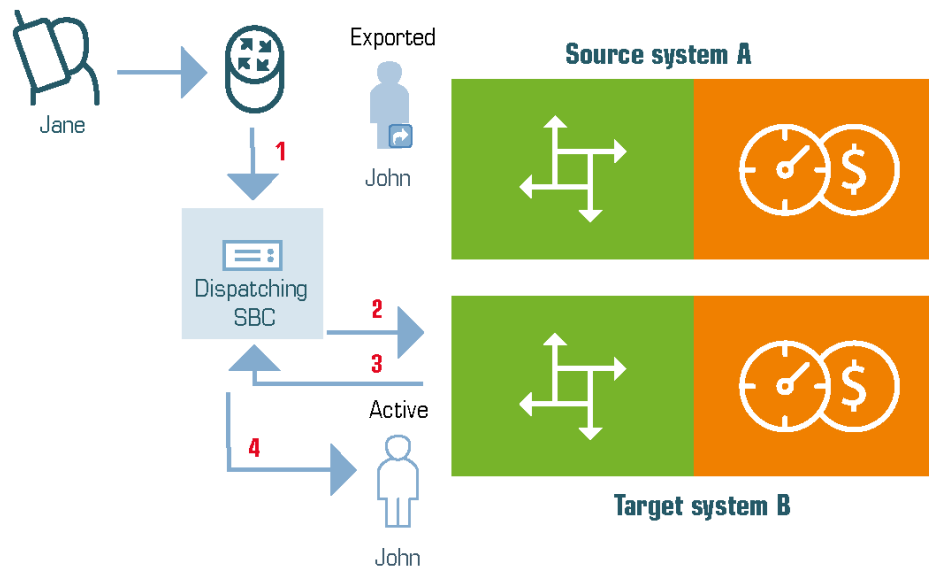 Exported
Source system A
Jane
1
John
$
Dispatching
SBC
2
3
$
Active
4
Target system B
John